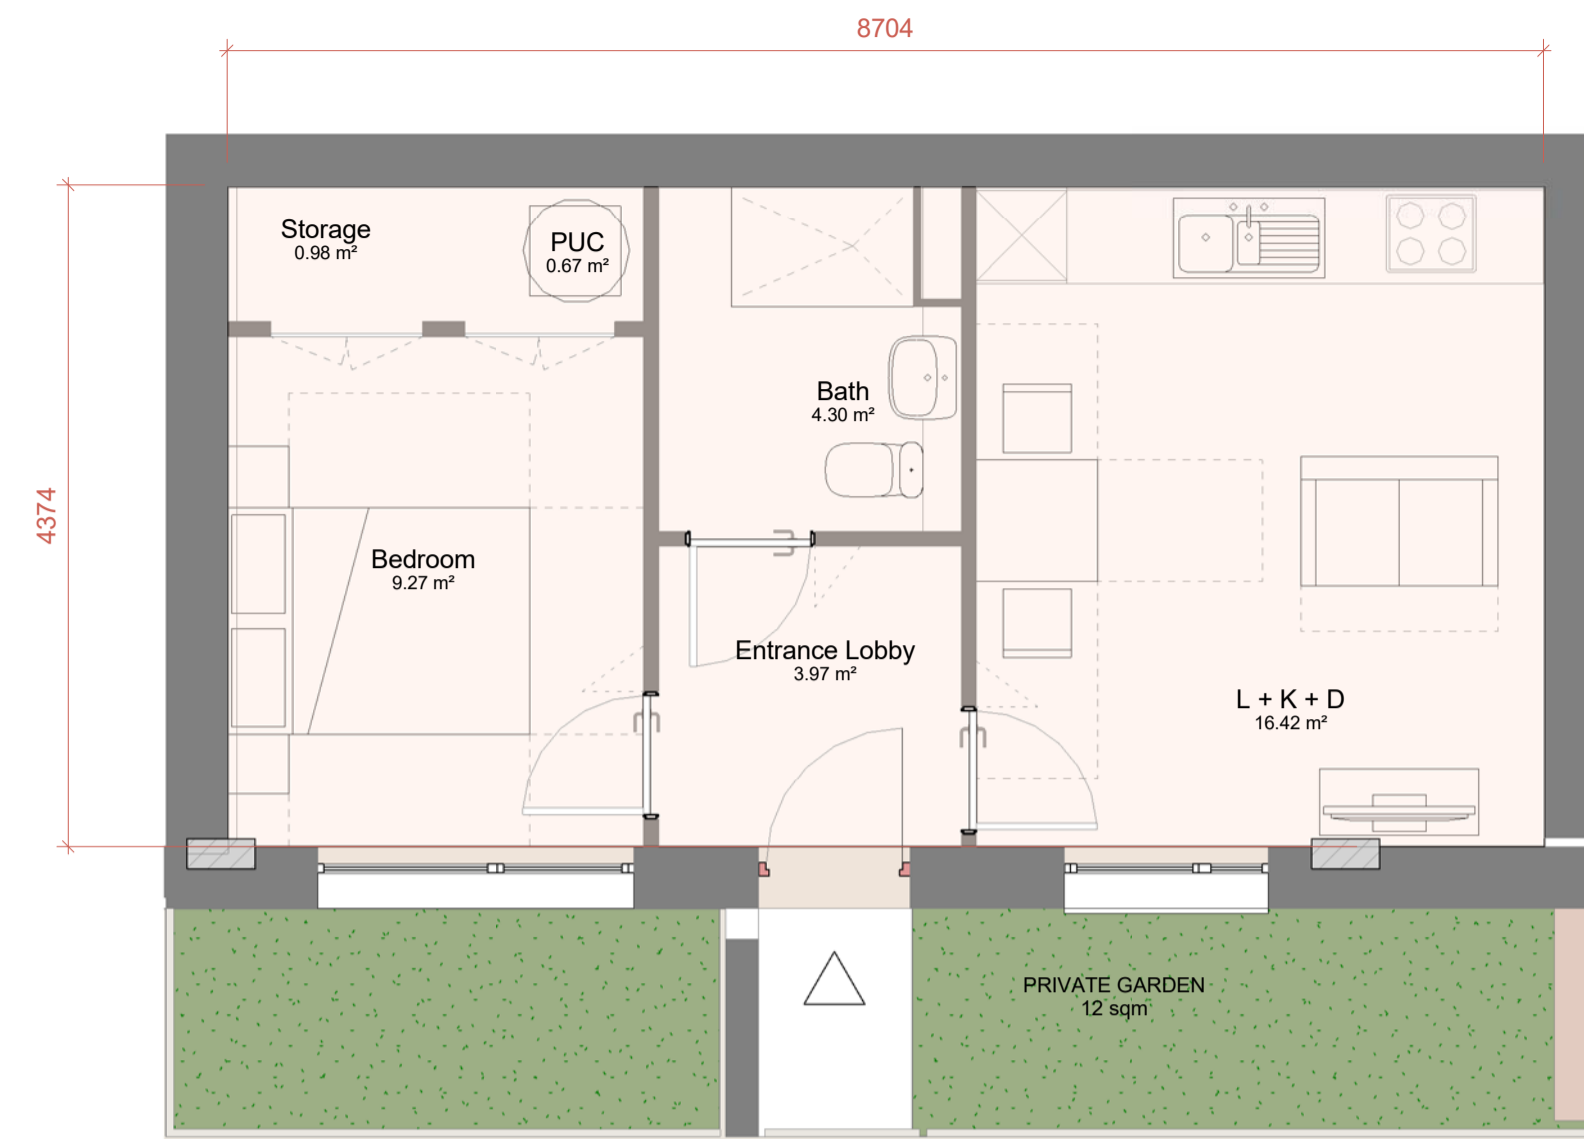 8704
4374
Storage
0.98 m²
PUC
0.67 m²
Bath
4.30 m²
Bedroom
9.27 m²
Entrance Lobby
3.97 m²
L + K + D
16.42 m²
PRIVATE GARDEN
12 sqm